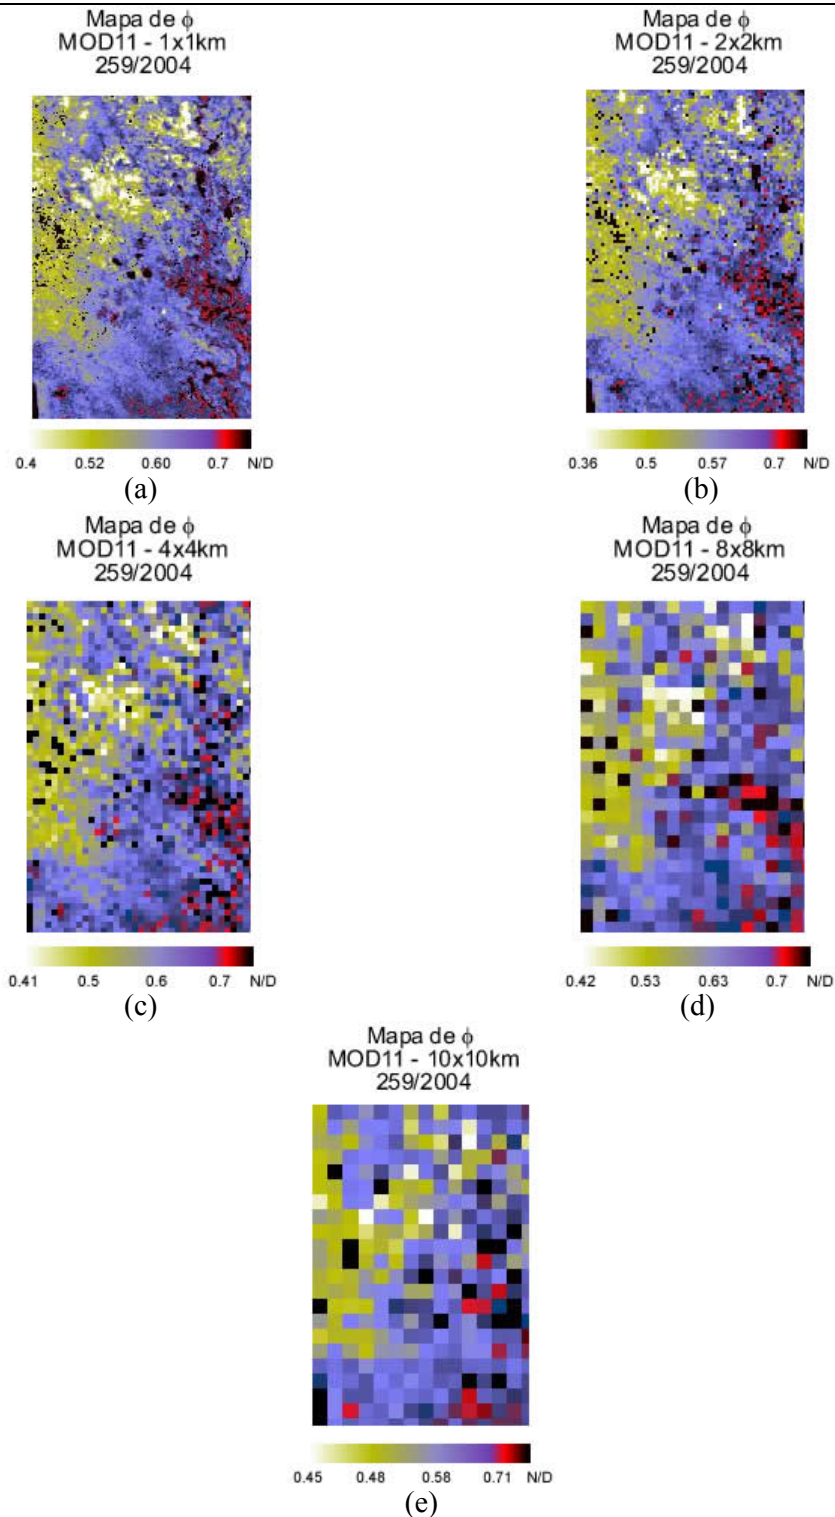 Mapa de ϕ
MOD11 - 1x1km
259/2004
0.4 0.52 0.60 0.7 N/D
(a)
Mapa de ϕ
MOD11 - 2x2km
259/2004
0.36 0.5 0.57 0.7 N/D
(b)
Mapa de ϕ
MOD11 - 4x4km
259/2004
0.41 0.5 0.6 0.7 N/D
(c)
Mapa de ϕ
MOD11 - 8x8km
259/2004
0.42 0.53 0.63 0.7 N/D
(d)
Mapa de ϕ
MOD11 - 10x10km
259/2004
0.45 0.48 0.58 0.71 N/D
(e)